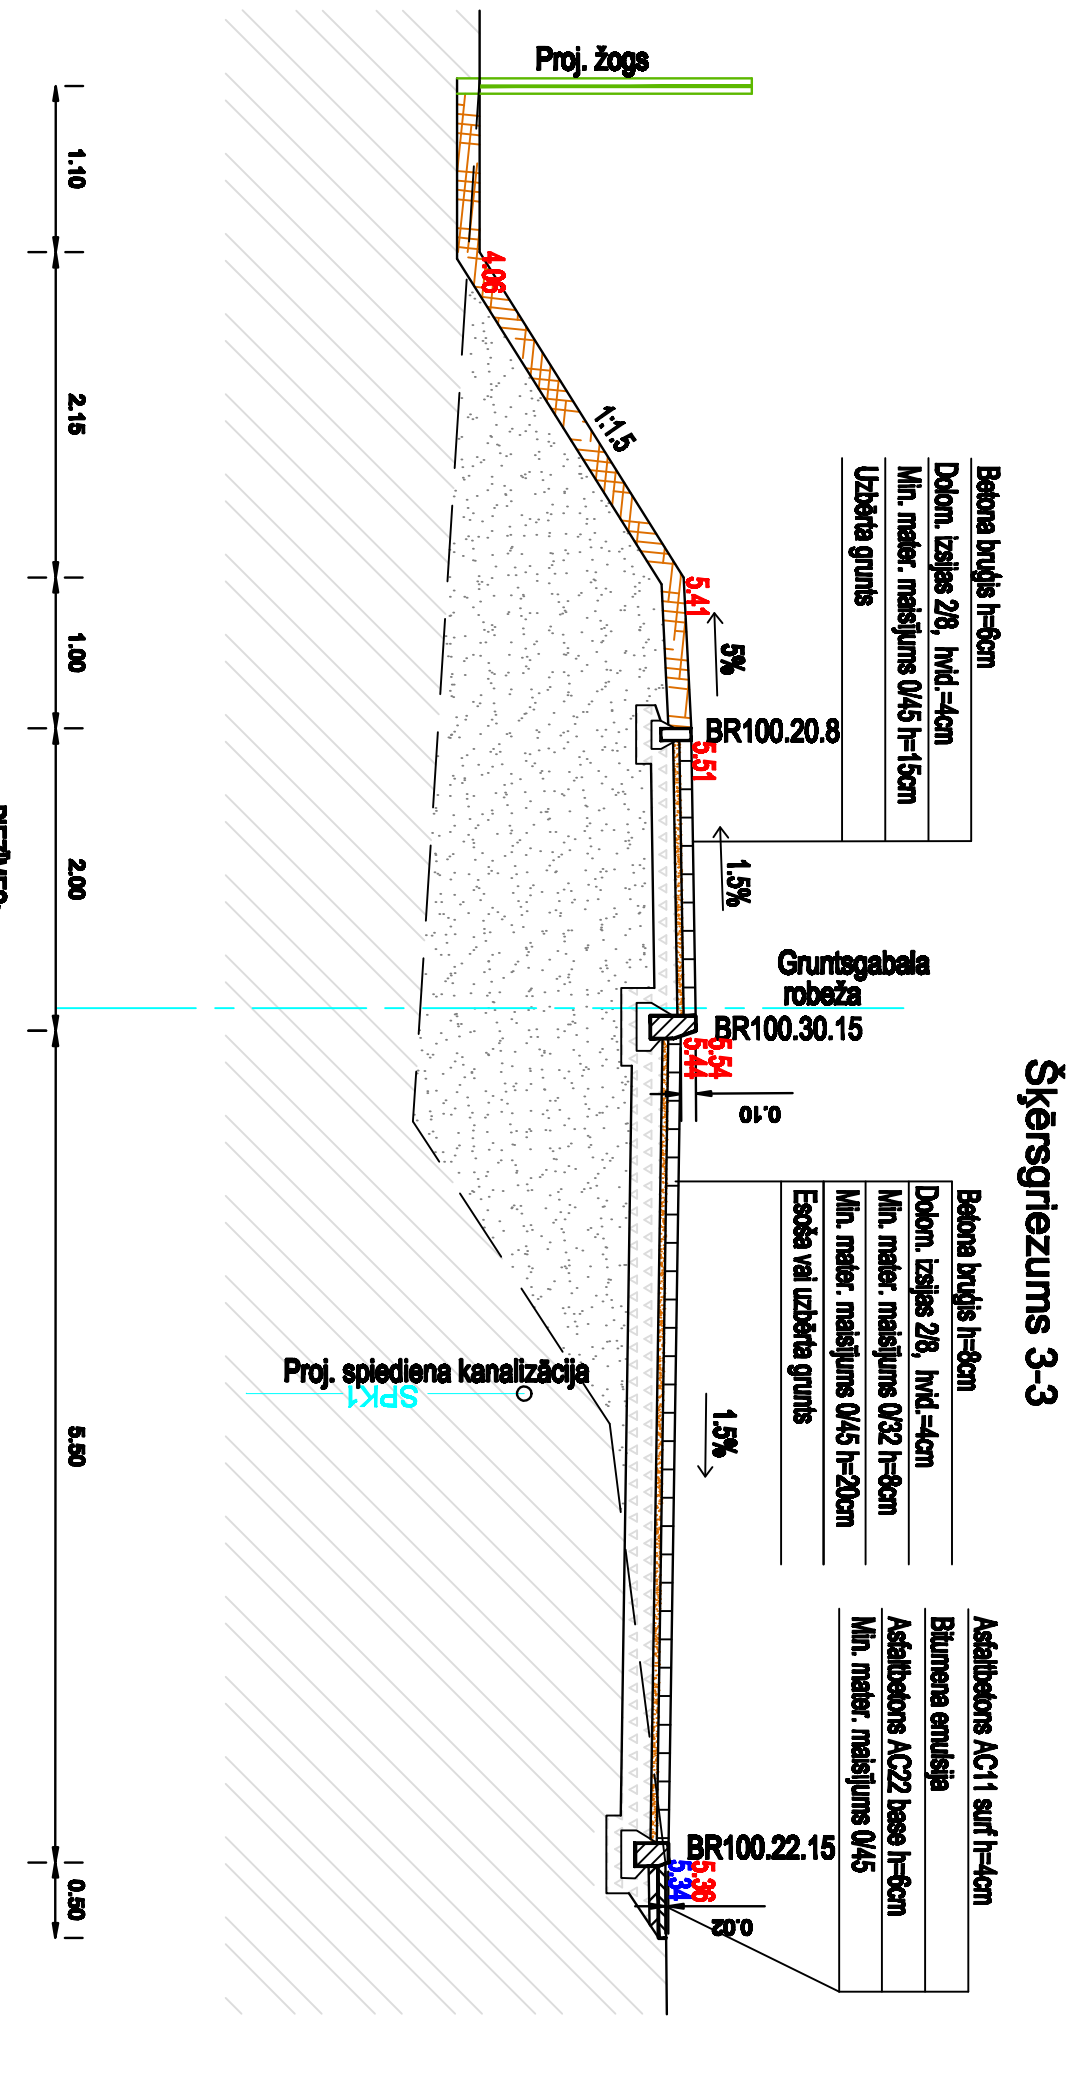 Šķērsgriezums 3-3
Betona bruģis h=6cm
Dolom. izsijas 2/8, hvid.=4cm
Min. mater. maisījums 0/45 h=15cm
Uzbērta grunts
Betona bruģis h=8cm
Dolom. izsijas 2/8, hvid.=4cm
Min. mater. maisījums 0/32 h=8cm
Min. mater. maisījums 0/45 h=20cm
Esoša vai uzbērta grunts
Asfaltbetons AC11 surf h=4cm
Bitumena emulsija
Asfaltbetons AC22 base h=6cm
Min. mater. maisījums 0/45
Proj. žogs
4.06
1:1.5
5.41
5%
BR100.20.8
5.51
1.5%
Gruntsgabala
robeža
BR100.30.15
5.54
5.44
0.10
1.5%
Proj. spiediena kanalizācija
SPK1
BR100.22.15
5.36
5.34
0.02
1.10
2.15
1.00
2.00
5.50
0.50